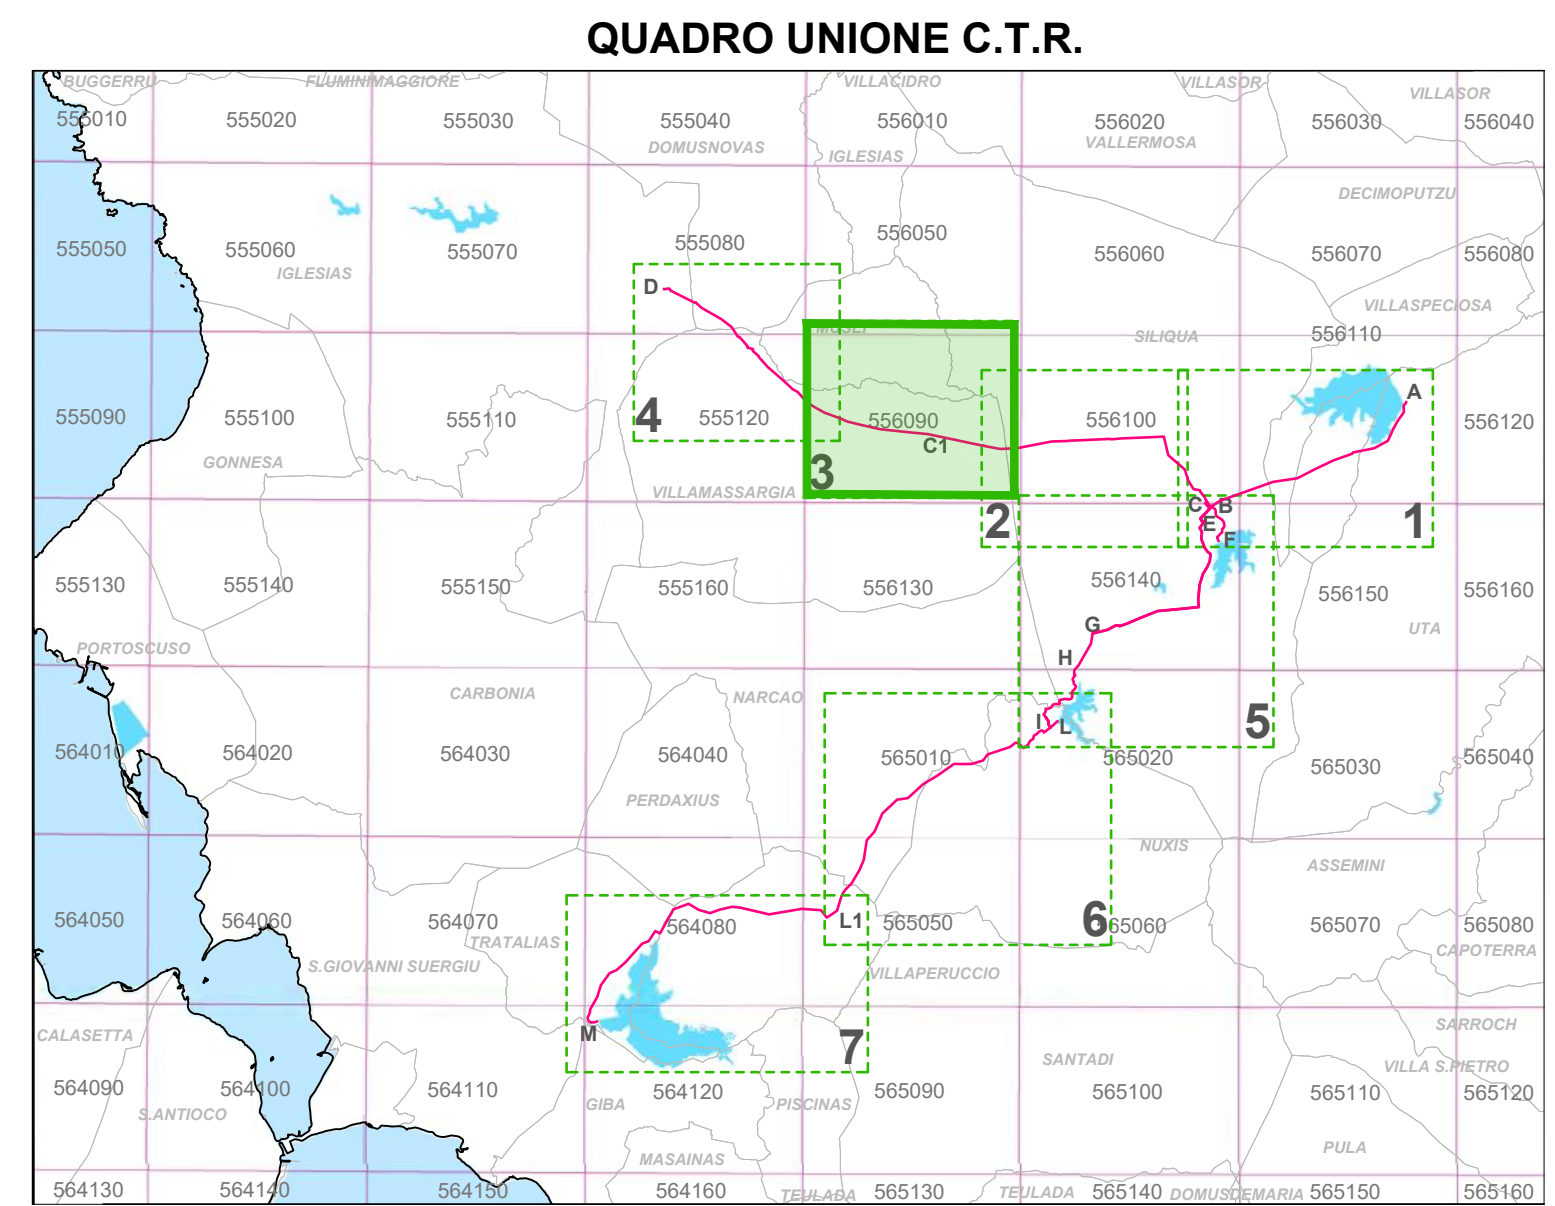 QUADRO UNIONE C.T.R.
BUGGERRU FLUMINIMAGGIORE VILLACIDRO VILLASOR VILLASOR
555010 555020 555030 555040 556010 556020 556030 556040
DOMUSNOVAS IGLESIAS VALLERMOSA
DECIMOPUTZU
555050 555060 555070 555080 556050 556060 556070 556080
IGLESIAS
D
VILLASPECIOSA
MUSEI SILIQUA 556110
A
555090 555100 555110 4 555120 556090 556100 556120
C1
GONNESA
VILLAMASSARGIA 3
2 C B 1
E
F
555130 555140 555150 555160 556130 556140 556150 556160
G UTA
PORTOSCUSO
H
CARBONIA NARCAO
I L 5
564010 564020 564030 564040 565010 565020 565030 565040
PERDAXIUS
NUXIS
ASSEMINI
564050 564060 564070 564080 L1 565050 6 565060 565070 565080
TRATALIAS CAPOTERRA
S.GIOVANNI SUERGIU VILLAPERUCCIO
CALASETTA M 7 SARROCH
SANTADI VILLA S.PIETRO
564090 564100 564110 564120 565090 565100 565110 565120
S.ANTIOCO GIBA PISCINAS
PULA
MASAINAS
564130 564140 564150 564160 TEULADA 565130 TEULADA 565140 DOMUSDEMARIA 565150 565160